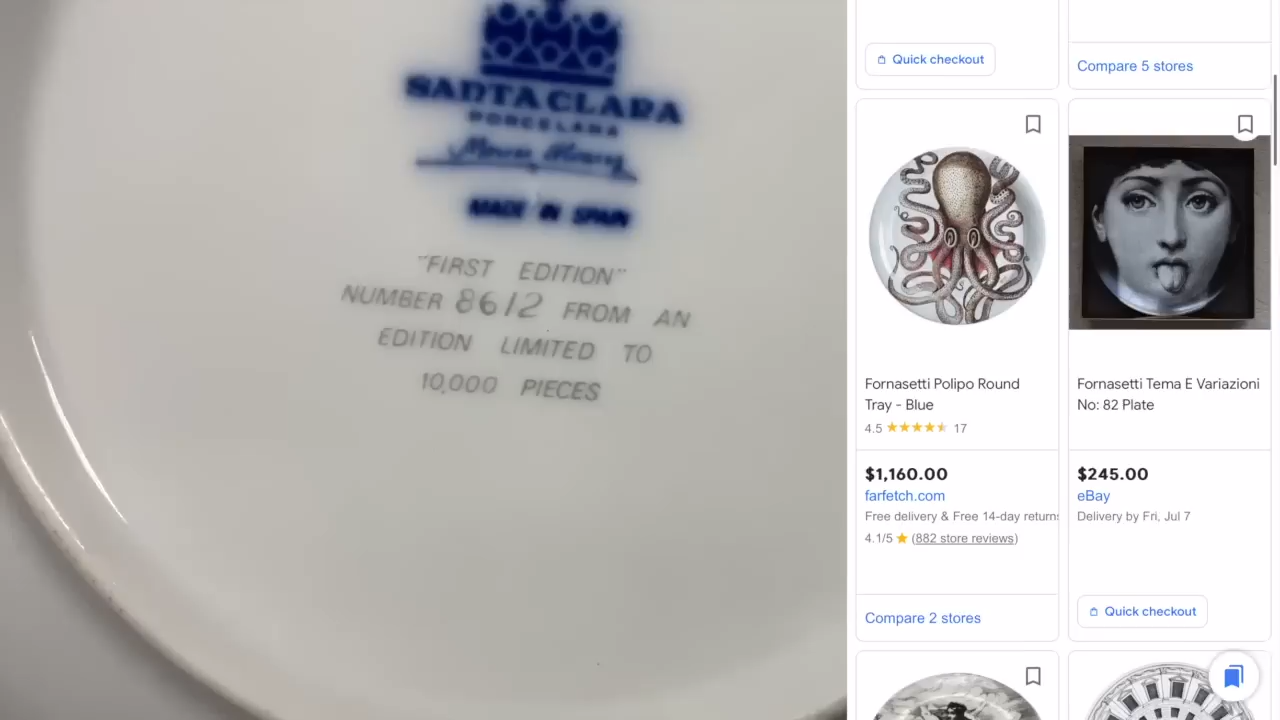 SANTA CLARA
PORCELANA
MADE IN SPAIN
"FIRST EDITION"
NUMBER 8612 FROM AN
EDITION LIMITED TO
10,000 PIECES
Quick checkout
Compare 5 stores
Fornasetti Polipo Round
Tray - Blue
4.5 ★★★★★ 17
$1,160.00
farfetch.com
Free delivery & Free 14-day returns
4.1/5 ★ (882 store reviews)
Compare 2 stores
Fornasetti Tema E Variazioni
No: 82 Plate
$245.00
eBay
Delivery by Fri, Jul 7
Quick checkout